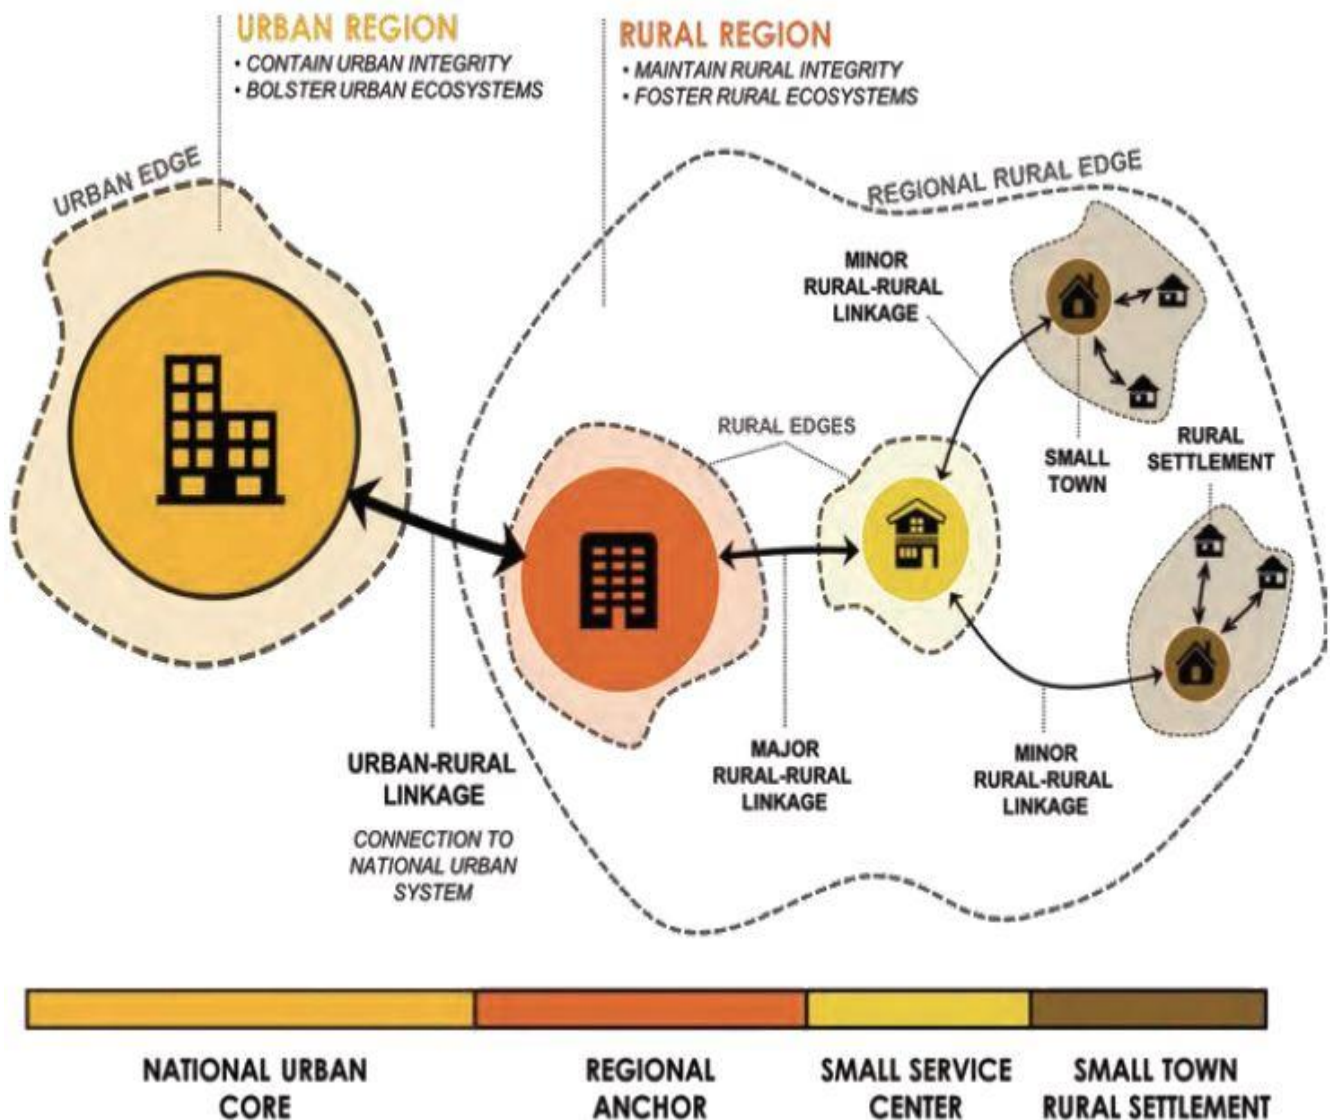 URBAN REGION
• CONTAIN URBAN INTEGRITY
• BOLSTER URBAN ECOSYSTEMS
RURAL REGION
• MAINTAIN RURAL INTEGRITY
• FOSTER RURAL ECOSYSTEMS
URBAN EDGE
REGIONAL RURAL EDGE
MINOR
RURAL-RURAL
LINKAGE
RURAL EDGES
SMALL
TOWN
RURAL
SETTLEMENT
URBAN-RURAL
LINKAGE
CONNECTION TO
NATIONAL URBAN
SYSTEM
MAJOR
RURAL-RURAL
LINKAGE
MINOR
RURAL-RURAL
LINKAGE
NATIONAL URBAN
CORE
REGIONAL
ANCHOR
SMALL SERVICE
CENTER
SMALL TOWN
RURAL SETTLEMENT